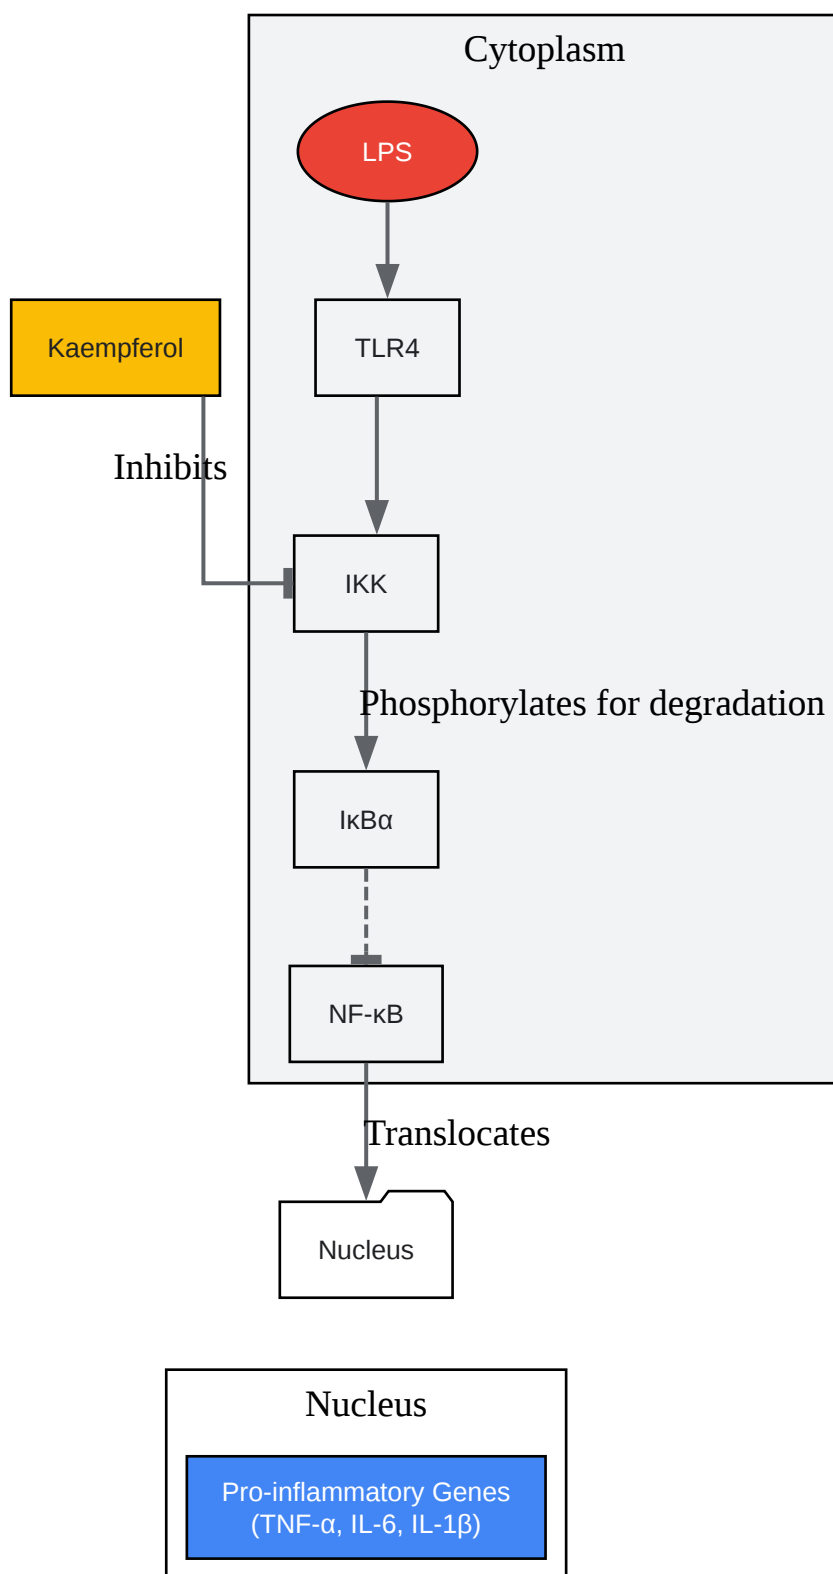 Cytoplasm
LPS
Kaempferol
TLR4
Inhibits
IKK
Phosphorylates for degradation
IκBα
NF-κB
Translocates
Nucleus
Nucleus
Pro-inflammatory Genes
(TNF-α, IL-6, IL-1β)